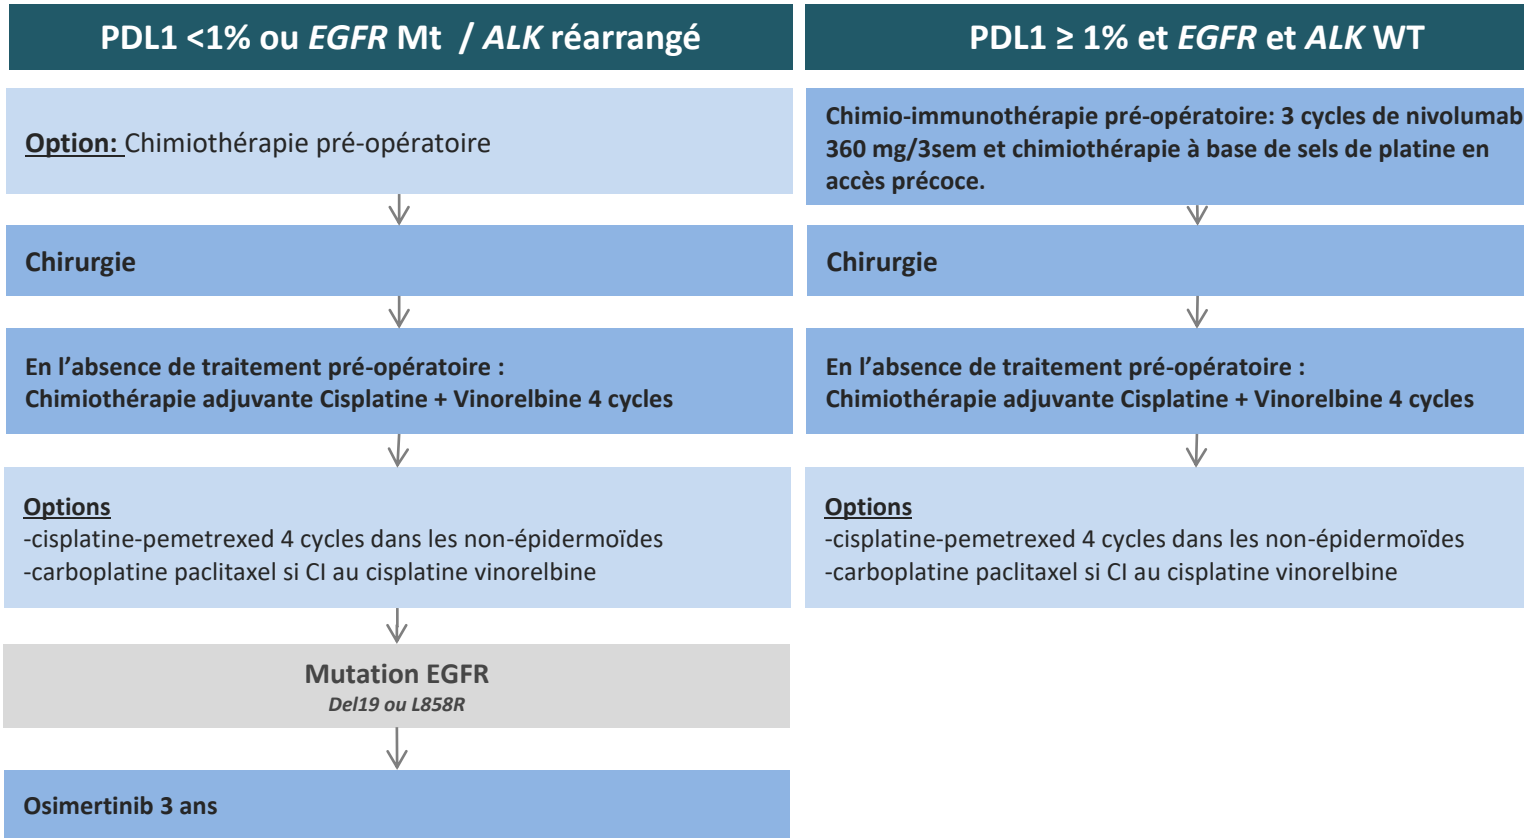 PDL1 <1% ou EGFR Mt / ALK réarrangé
Option: Chimiothérapie pré-opératoire
Chirurgie
En l’absence de traitement pré-opératoire :
Chimiothérapie adjuvante Cisplatine + Vinorelbine 4 cycles
Options
-cisplatine-pemetrexed 4 cycles dans les non-épidermoïdes
-carboplatine paclitaxel si CI au cisplatine vinorelbine
Mutation EGFR
Del19 ou L858R
Osimertinib 3 ans
PDL1 ≥ 1% et EGFR et ALK WT
Chimio-immunothérapie pré-opératoire: 3 cycles de nivolumab
360 mg/3sem et chimiothérapie à base de sels de platine en
accès précoce.
Chirurgie
En l’absence de traitement pré-opératoire :
Chimiothérapie adjuvante Cisplatine + Vinorelbine 4 cycles
Options
-cisplatine-pemetrexed 4 cycles dans les non-épidermoïdes
-carboplatine paclitaxel si CI au cisplatine vinorelbine